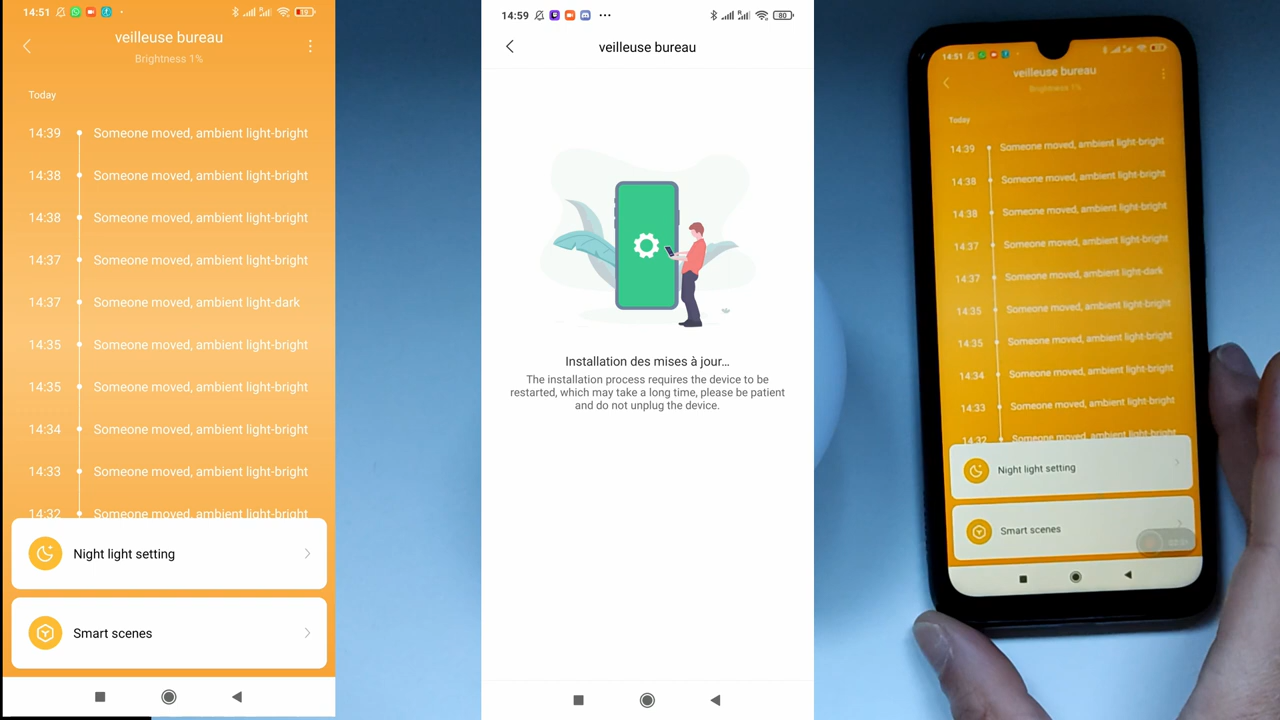 14:51
19
veilleuse bureau
Brightness 1%
Today
14:39 Someone moved, ambient light-bright
14:38 Someone moved, ambient light-bright
14:38 Someone moved, ambient light-bright
14:37 Someone moved, ambient light-bright
14:37 Someone moved, ambient light-dark
14:35 Someone moved, ambient light-bright
14:35 Someone moved, ambient light-bright
14:34 Someone moved, ambient light-bright
14:33 Someone moved, ambient light-bright
14:32 Someone moved, ambient light-bright
Night light setting
Smart scenes
14:59
80
veilleuse bureau
Installation des mises à jour...
The installation process requires the device to be
restarted, which may take a long time, please be patient
and do not unplug the device.
14:51
veilleuse bureau
Brightness 1%
Today
14:39 Someone moved, ambient light-bright
14:38 Someone moved, ambient light-bright
14:38 Someone moved, ambient light-bright
14:37 Someone moved, ambient light-bright
14:37 Someone moved, ambient light-dark
14:35 Someone moved, ambient light-bright
14:35 Someone moved, ambient light-bright
14:34 Someone moved, ambient light-bright
14:33 Someone moved, ambient light-bright
14:32 Someone moved, ambient light-bright
Night light setting
Smart scenes